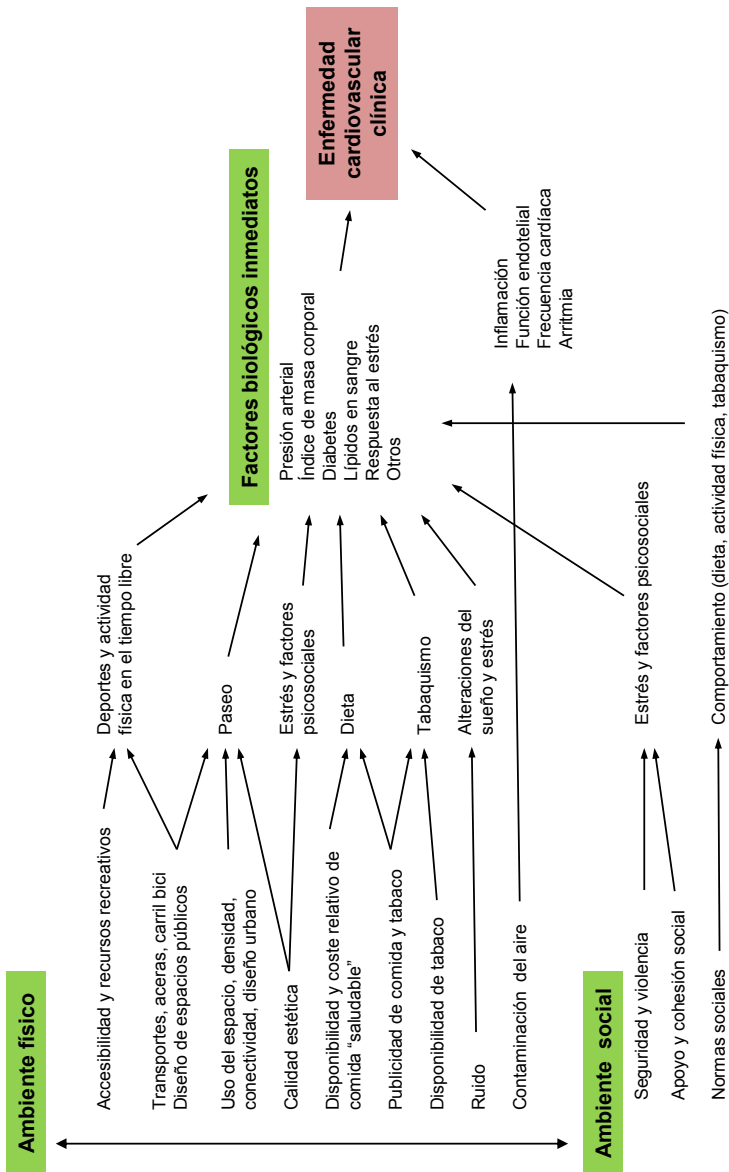 Ambiente físico
Accesibilidad y recursos recreativos
Transportes, aceras, carril bici
Diseño de espacios públicos
Uso del espacio, densidad,
conectividad, diseño urbano
Calidad estética
Disponibilidad y coste relativo de
comida “saludable”
Publicidad de comida y tabaco
Disponibilidad de tabaco
Ruido
Contaminación del aire
Ambiente social
Seguridad y violencia
Apoyo y cohesión social
Normas sociales
Deportes y actividad
física en el tiempo libre
Paseo
Estrés y factores
psicosociales
Dieta
Tabaquismo
Alteraciones del
sueño y estrés
Estrés y factores psicosociales
Comportamiento (dieta, actividad física, tabaquismo)
Factores biológicos inmediatos
Presión arterial
Índice de masa corporal
Diabetes
Lípidos en sangre
Respuesta al estrés
Otros
Inflamación
Función endotelial
Frecuencia cardíaca
Arritmia
Enfermedad
cardiovascular
clínica